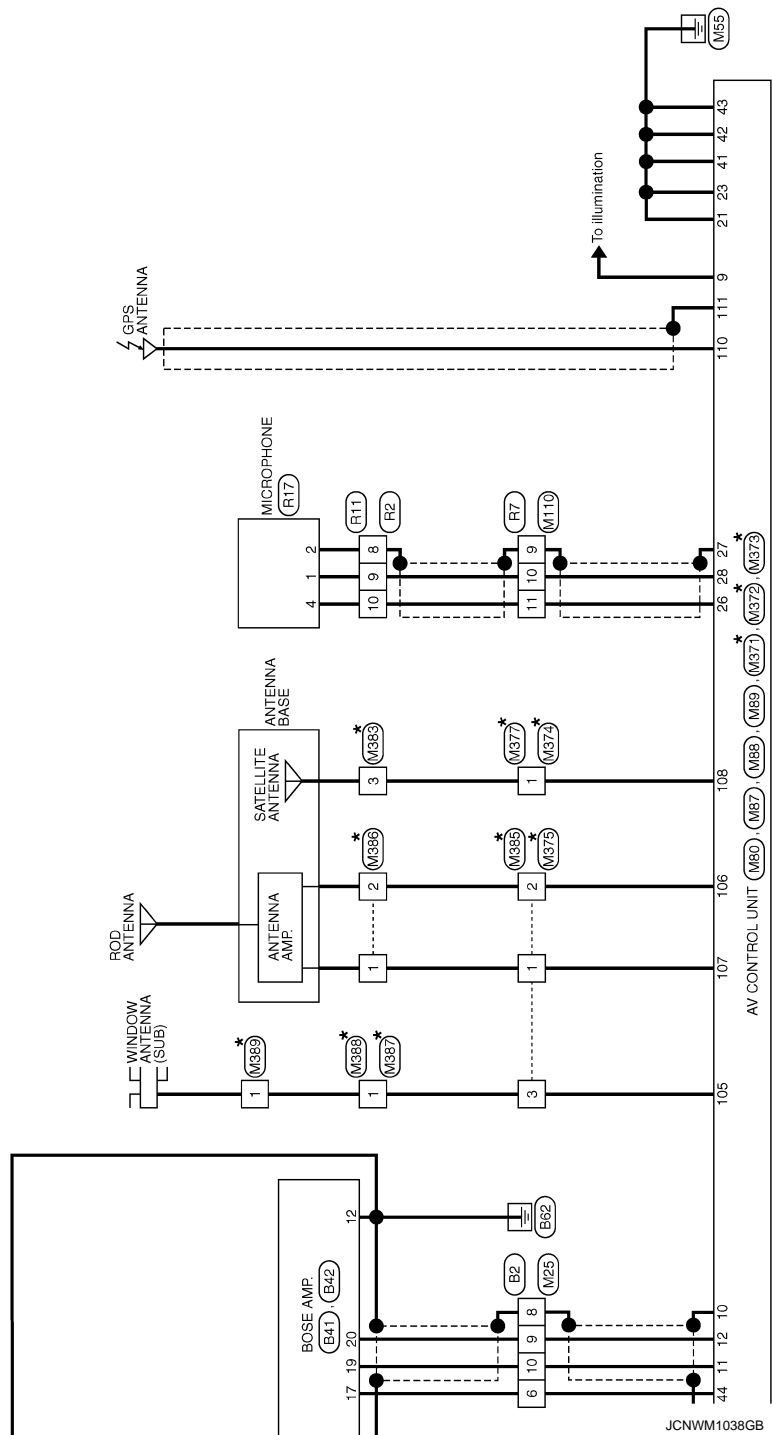 M55
43
42
41
23
21
To illumination
9
GPS
ANTENNA
111
110
MICROPHONE
R17
2
1
4
R11
R2
8
9
10
R7
M110
9
10
11
27
28
26
ANTENNA
BASE
SATELLITE
ANTENNA
* M383
3
* M377
* M374
1
108
ROD
ANTENNA
ANTENNA
AMP.
* M386
2
1
* M385
* M375
2
1
106
107
WINDOW
ANTENNA
(SUB)
* M389
1
* M388
* M387
1
3
105
BOSE AMP.
B41 , B42
12
20
19
17
B62
B2
M25
8
9
10
6
10
12
11
44
AV CONTROL UNIT M80 , M87 , M88 , M89 , * M371 , * M372 , * M373
JCNWM1038GB